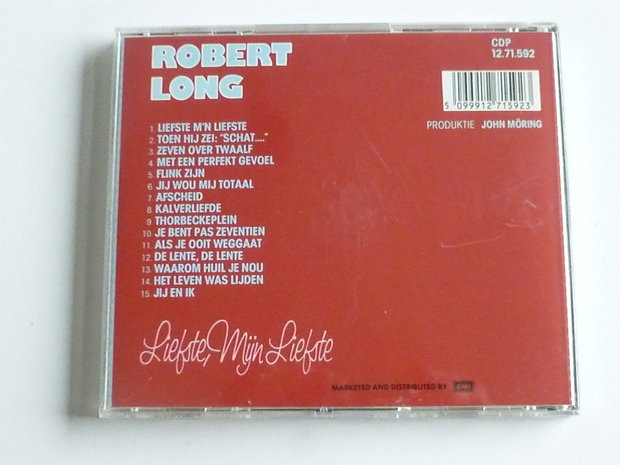 ROBERT
LONG
CDP
12.71.592
5 099912 715923
PRODUKTIE JOHN MÖRING
1. LIEFSTE M'N LIEFSTE
2. TOEN HIJ ZEI: "SCHAT...."
3. ZEVEN OVER TWAALF
4. MET EEN PERFEKT GEVOEL
5. FLINK ZIJN
6. JIJ WOU MIJ TOTAAL
7. AFSCHEID
8. KALVERLIEFDE
9. THORBECKEPLEIN
10. JE BENT PAS ZEVENTIEN
11. ALS JE OOIT WEGGAAT
12. DE LENTE, DE LENTE
13. WAAROM HUIL JE NOU
14. HET LEVEN WAS LIJDEN
15. JIJ EN IK
Liefste, Mijn Liefste
MARKETED AND DISTRIBUTED BY EMI